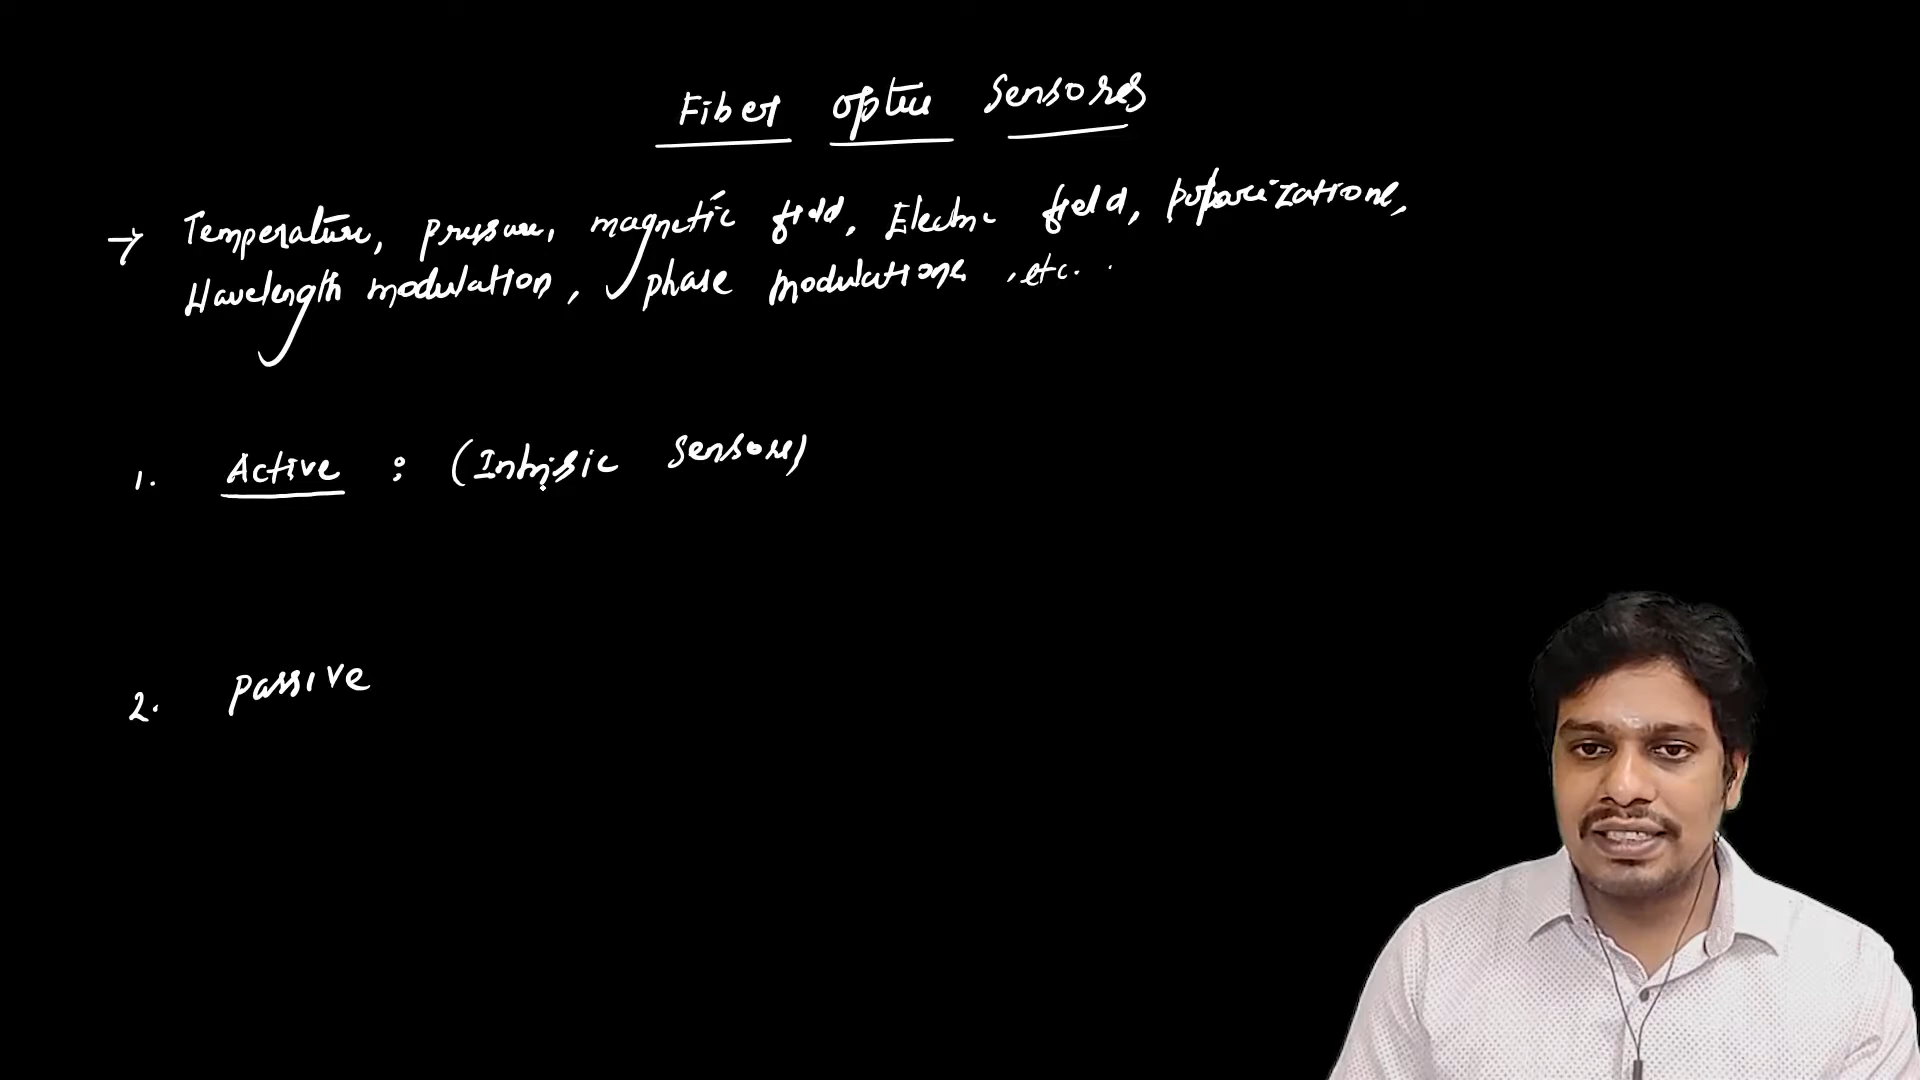 Fiber optic Sensors
→ Temperature, pressure, magnetic field, Electric field, polarization,
Wavelength modulation, phase modulation, etc.
1. Active : (Intrisic Sensors)
2. passive